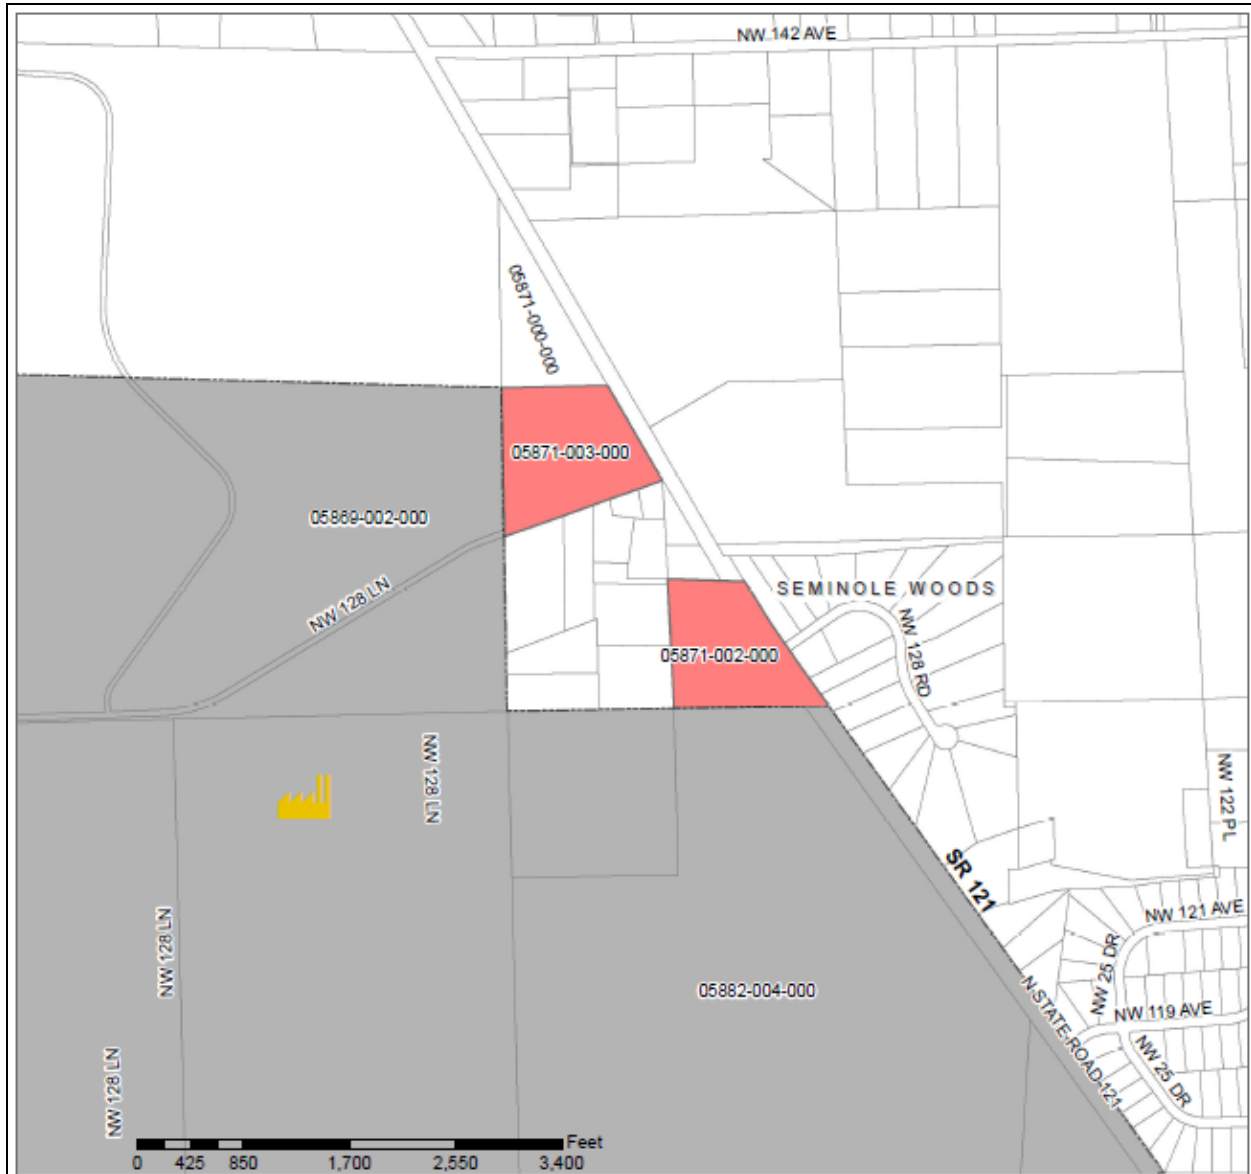 NW 142 AVE
05871-000-000
05871-003-000
05869-002-000
NW 128 LN
SEMINOLE WOODS
NW 128 RD
05871-002-000
NW 128 LN
NW 122 PL
SR 121
NW 128 LN
NW 121 AVE
NW 25 DR
05882-004-000
N STATE ROAD 121
NW 119 AVE
NW 25 DR
NW 128 LN
Feet
0 425 850 1,700 2,550 3,400